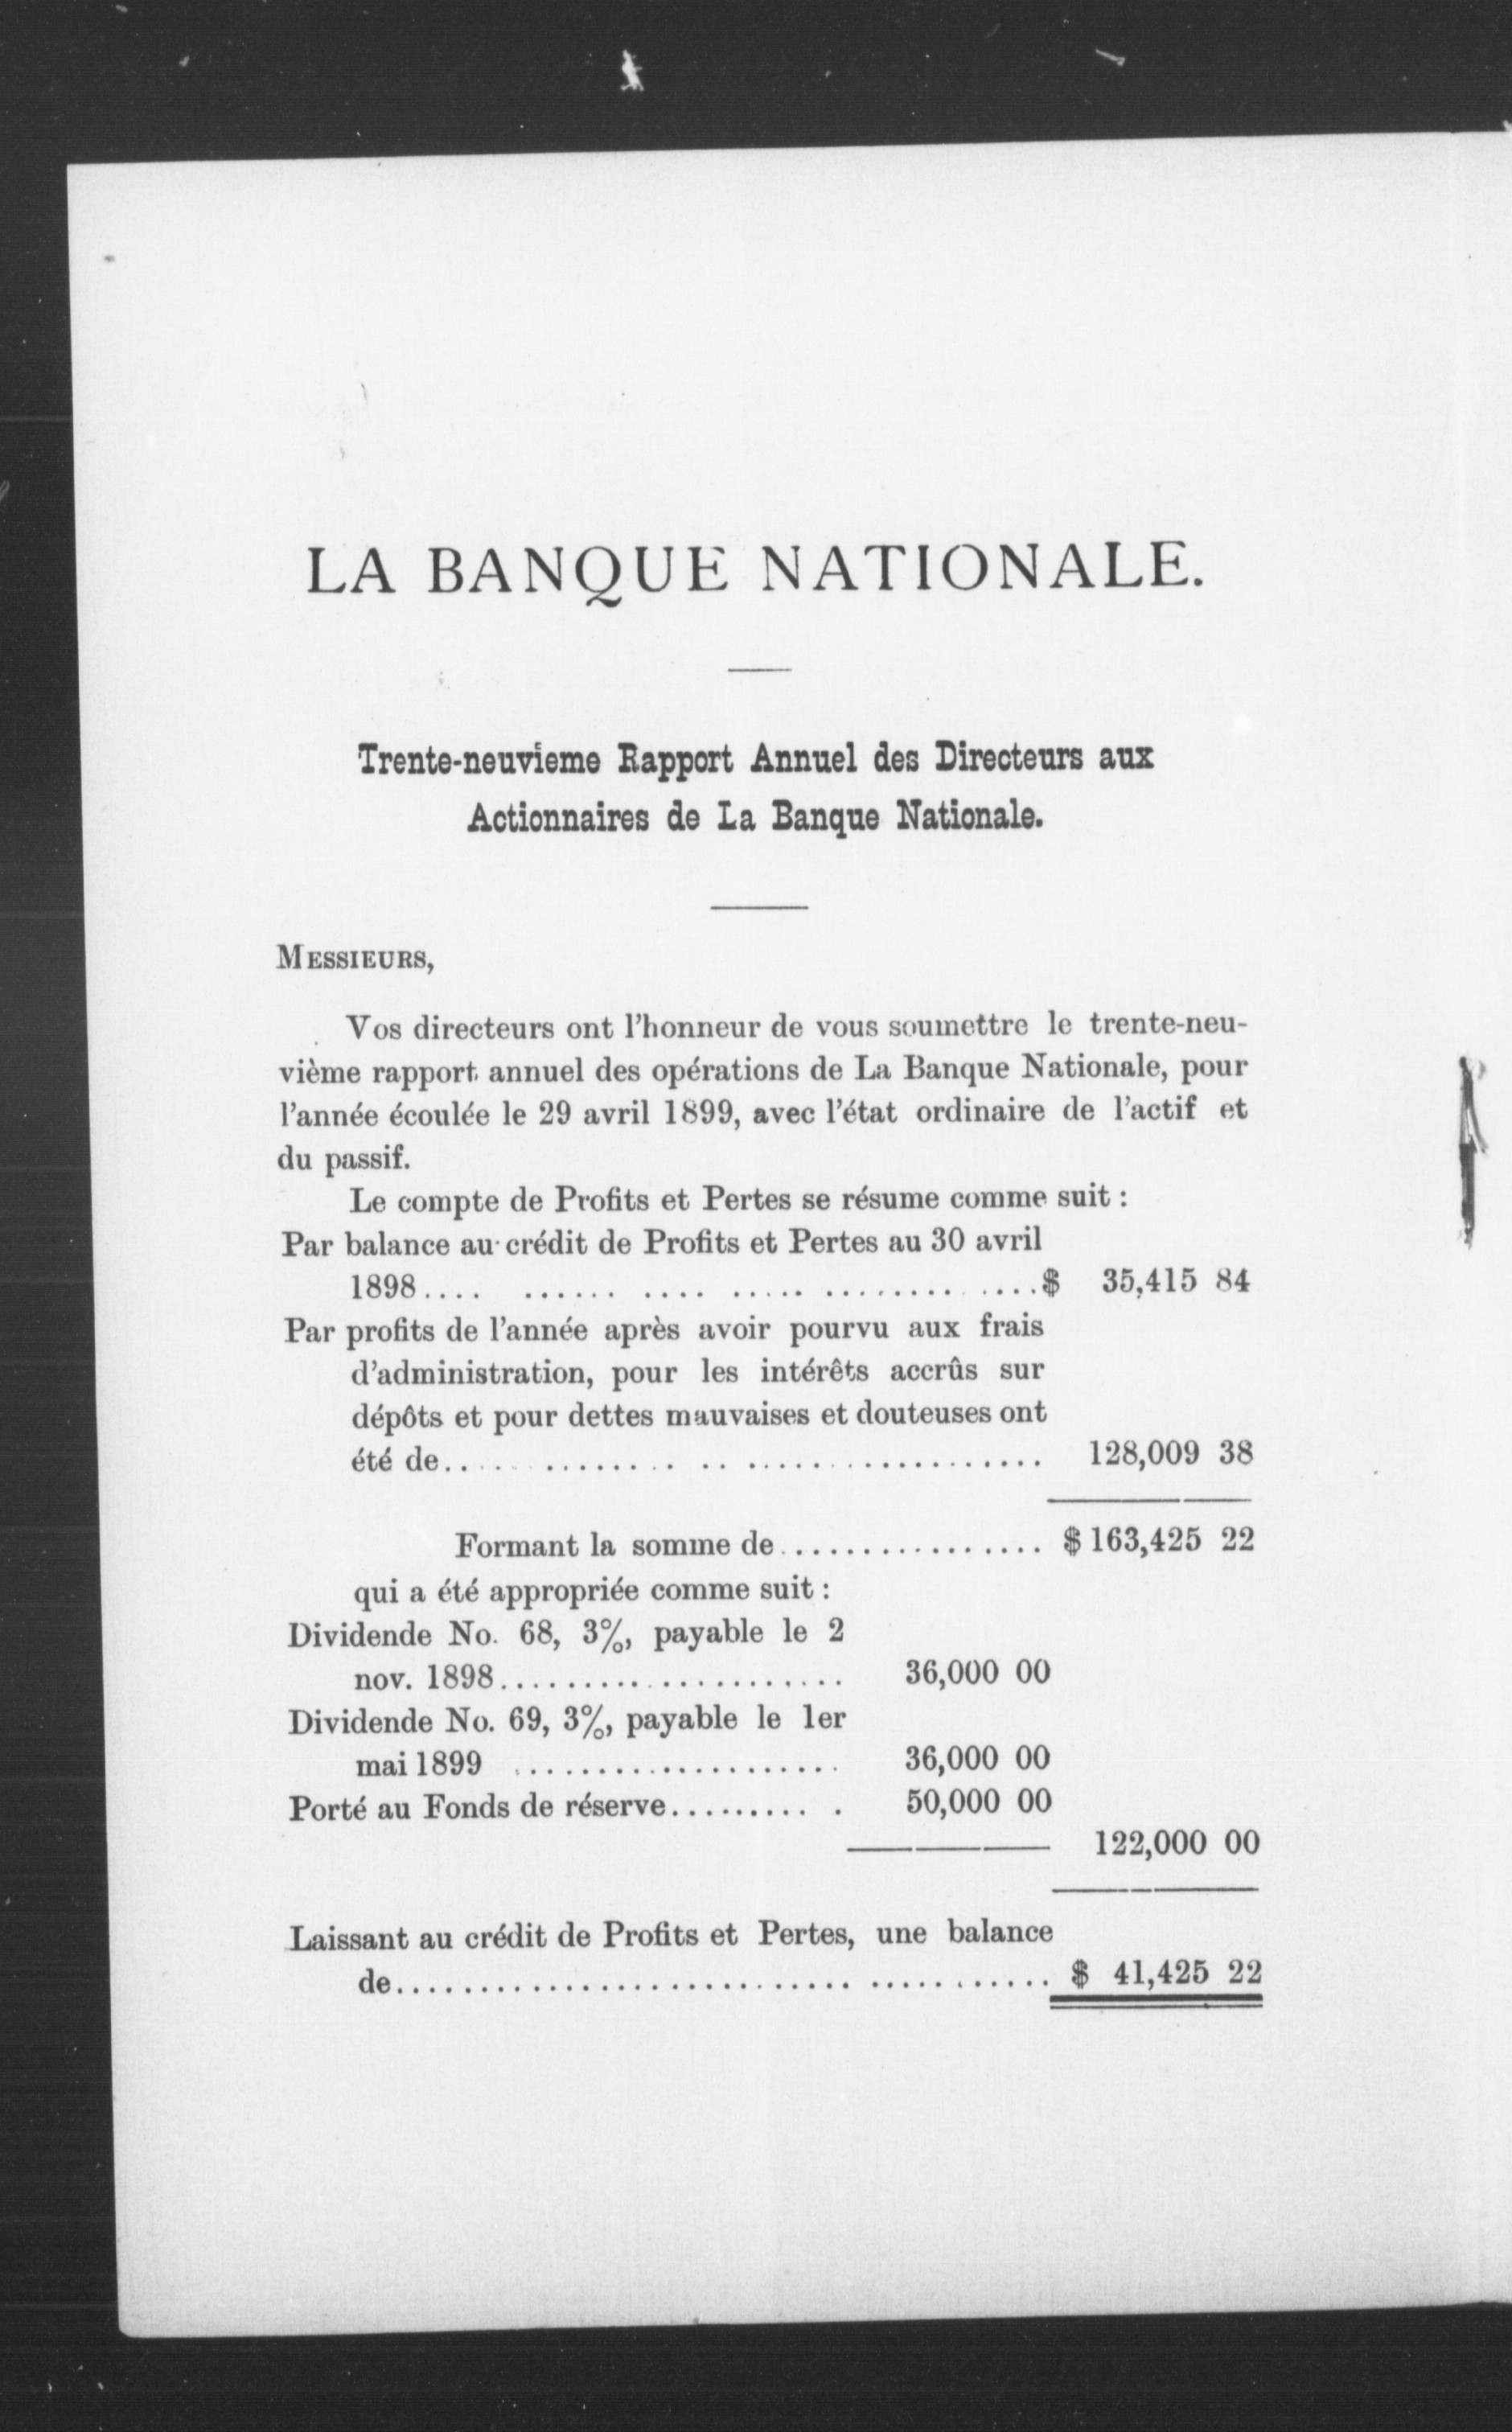 LA BANQUE NATIONALE.
Trente-neuvieme Rapport Annuel des Directeurs aux
Actionnaires de La Banque Nationale.
MESSIEURS,
Vos directeurs ont l'honneur de vous soumettre le trente-neu-
vième rapport annuel des opérations de La Banque Nationale, pour
l'année écoulée le 29 avril 1899, avec l'état ordinaire de l'actif et
du passif.
Le compte de Profits et Pertes se résume comme suit :
Par balance au crédit de Profits et Pertes au 30 avril
1898.... ...... .... ..... ........ .....$ 35,415 84
Par profits de l'année après avoir pourvu aux frais
d'administration, pour les intérêts accrûs sur
dépôts et pour dettes mauvaises et douteuses ont
été de..... ....... .. .................. 128,009 38
Formant la somme de................ $ 163,425 22
qui a été appropriée comme suit :
Dividende No. 68, 3%, payable le 2
nov. 1898..................... 36,000 00
Dividende No. 69, 3%, payable le 1er
mai 1899 ................... 36,000 00
Porté au Fonds de réserve.......... . 50,000 00
122,000 00
Laissant au crédit de Profits et Pertes, une balance
de............................ ........... $ 41,425 22